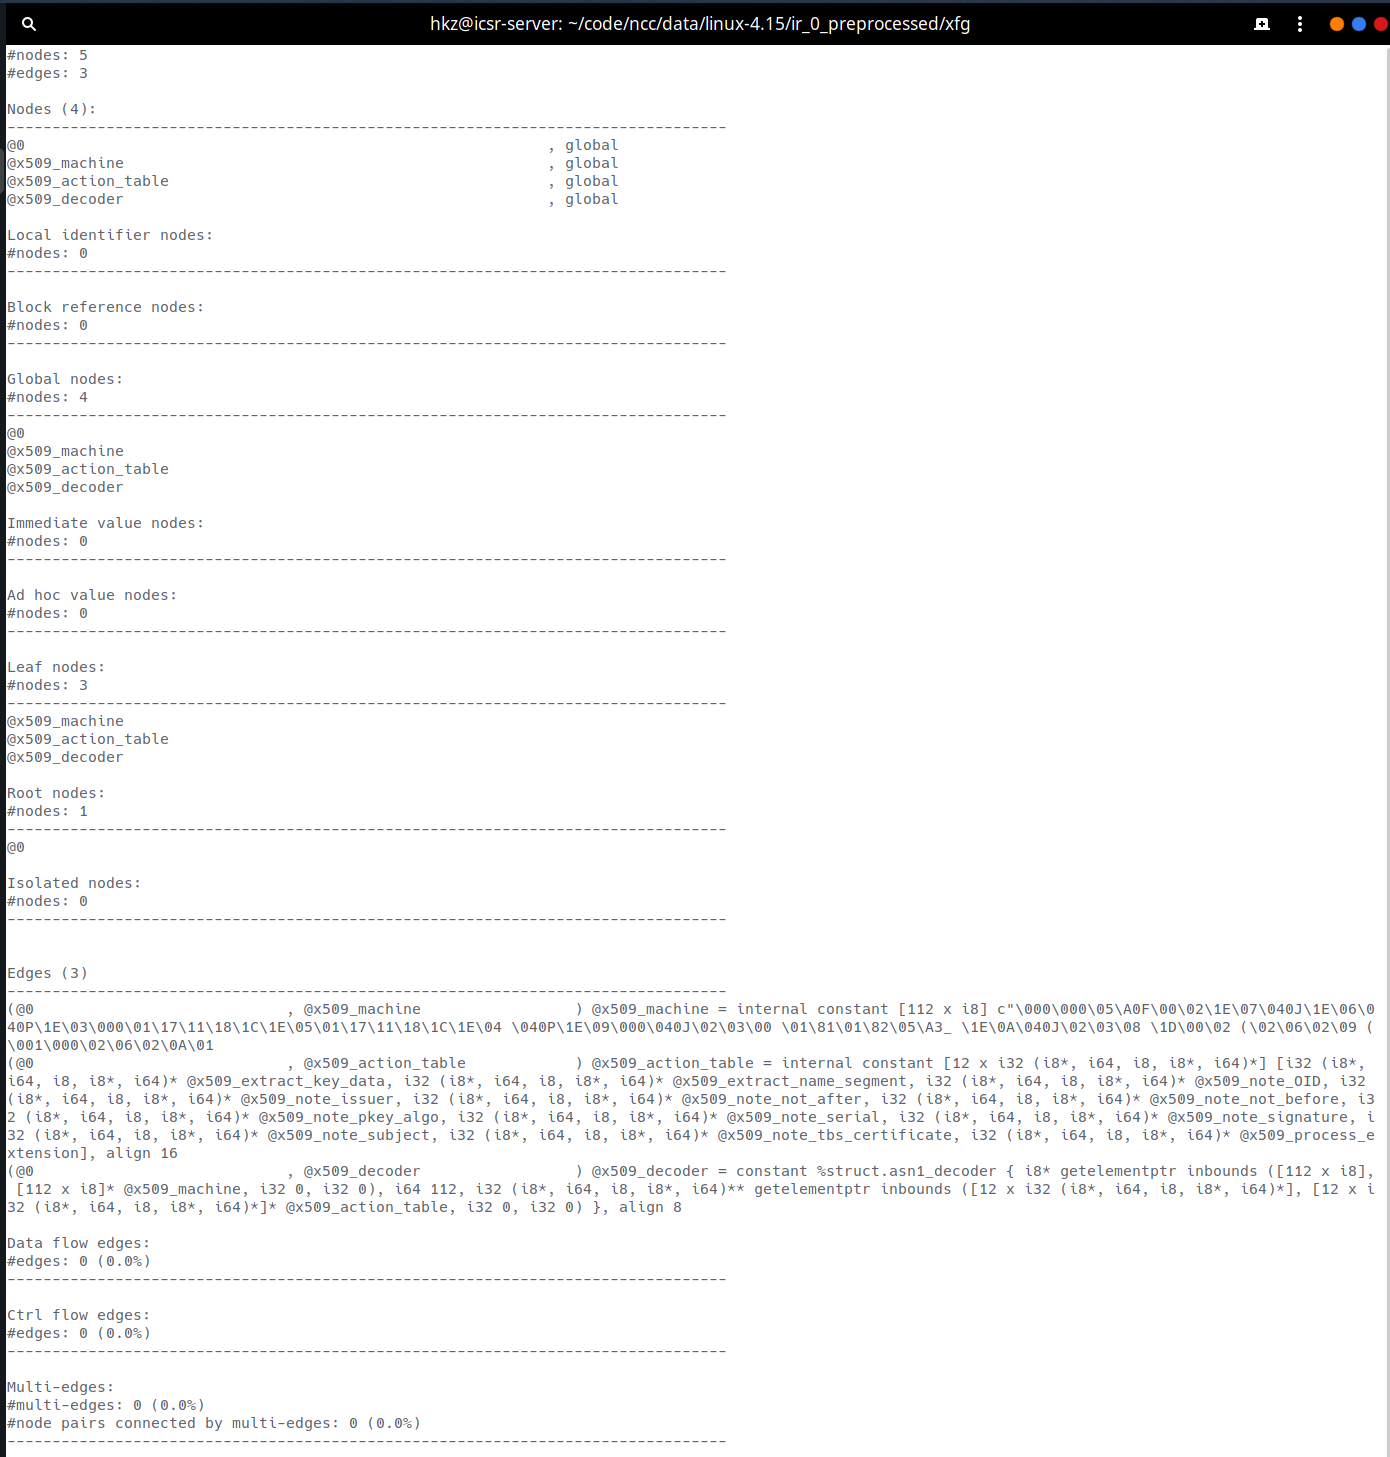 hkz@icsr-server: ~/code/ncc/data/linux-4.15/ir_0_preprocessed/xfg
#nodes: 5
#edges: 3
Nodes (4):
--------------------------------------------------------------------------------
@0                                                          , global
@x509_machine                                               , global
@x509_action_table                                          , global
@x509_decoder                                               , global
Local identifier nodes:
#nodes: 0
--------------------------------------------------------------------------------
Block reference nodes:
#nodes: 0
--------------------------------------------------------------------------------
Global nodes:
#nodes: 4
--------------------------------------------------------------------------------
@0
@x509_machine
@x509_action_table
@x509_decoder
Immediate value nodes:
#nodes: 0
--------------------------------------------------------------------------------
Ad hoc value nodes:
#nodes: 0
--------------------------------------------------------------------------------
Leaf nodes:
#nodes: 3
--------------------------------------------------------------------------------
@x509_machine
@x509_action_table
@x509_decoder
Root nodes:
#nodes: 1
--------------------------------------------------------------------------------
@0
Isolated nodes:
#nodes: 0
--------------------------------------------------------------------------------
Edges (3)
--------------------------------------------------------------------------------
(@0                            , @x509_machine                 ) @x509_machine = internal constant [112 x i8] c"\000\000\05\A0F\00\02\1E\07\040J\1E\06\0
40P\1E\03\000\01\17\11\18\1C\1E\05\01\17\11\18\1C\1E\04 \040P\1E\09\000\040J\02\03\00 \01\81\01\82\05\A3_ \1E\0A\040J\02\03\08 \1D\00\02 (\02\06\02\09 (
\001\000\02\06\02\0A\01
(@0                            , @x509_action_table            ) @x509_action_table = internal constant [12 x i32 (i8*, i64, i8, i8*, i64)*] [i32 (i8*,
i64, i8, i8*, i64)* @x509_extract_key_data, i32 (i8*, i64, i8, i8*, i64)* @x509_extract_name_segment, i32 (i8*, i64, i8, i8*, i64)* @x509_note_OID, i32
(i8*, i64, i8, i8*, i64)* @x509_note_issuer, i32 (i8*, i64, i8, i8*, i64)* @x509_note_not_after, i32 (i8*, i64, i8, i8*, i64)* @x509_note_not_before, i3
2 (i8*, i64, i8, i8*, i64)* @x509_note_pkey_algo, i32 (i8*, i64, i8, i8*, i64)* @x509_note_serial, i32 (i8*, i64, i8, i8*, i64)* @x509_note_signature, i
32 (i8*, i64, i8, i8*, i64)* @x509_note_subject, i32 (i8*, i64, i8, i8*, i64)* @x509_note_tbs_certificate, i32 (i8*, i64, i8, i8*, i64)* @x509_process_e
xtension], align 16
(@0                            , @x509_decoder                 ) @x509_decoder = constant %struct.asn1_decoder { i8* getelementptr inbounds ([112 x i8],
 [112 x i8]* @x509_machine, i32 0, i32 0), i64 112, i32 (i8*, i64, i8, i8*, i64)** getelementptr inbounds ([12 x i32 (i8*, i64, i8, i8*, i64)*], [12 x i
32 (i8*, i64, i8, i8*, i64)*]* @x509_action_table, i32 0, i32 0) }, align 8
Data flow edges:
#edges: 0 (0.0%)
--------------------------------------------------------------------------------
Ctrl flow edges:
#edges: 0 (0.0%)
--------------------------------------------------------------------------------
Multi-edges:
#multi-edges: 0 (0.0%)
#node pairs connected by multi-edges: 0 (0.0%)
--------------------------------------------------------------------------------